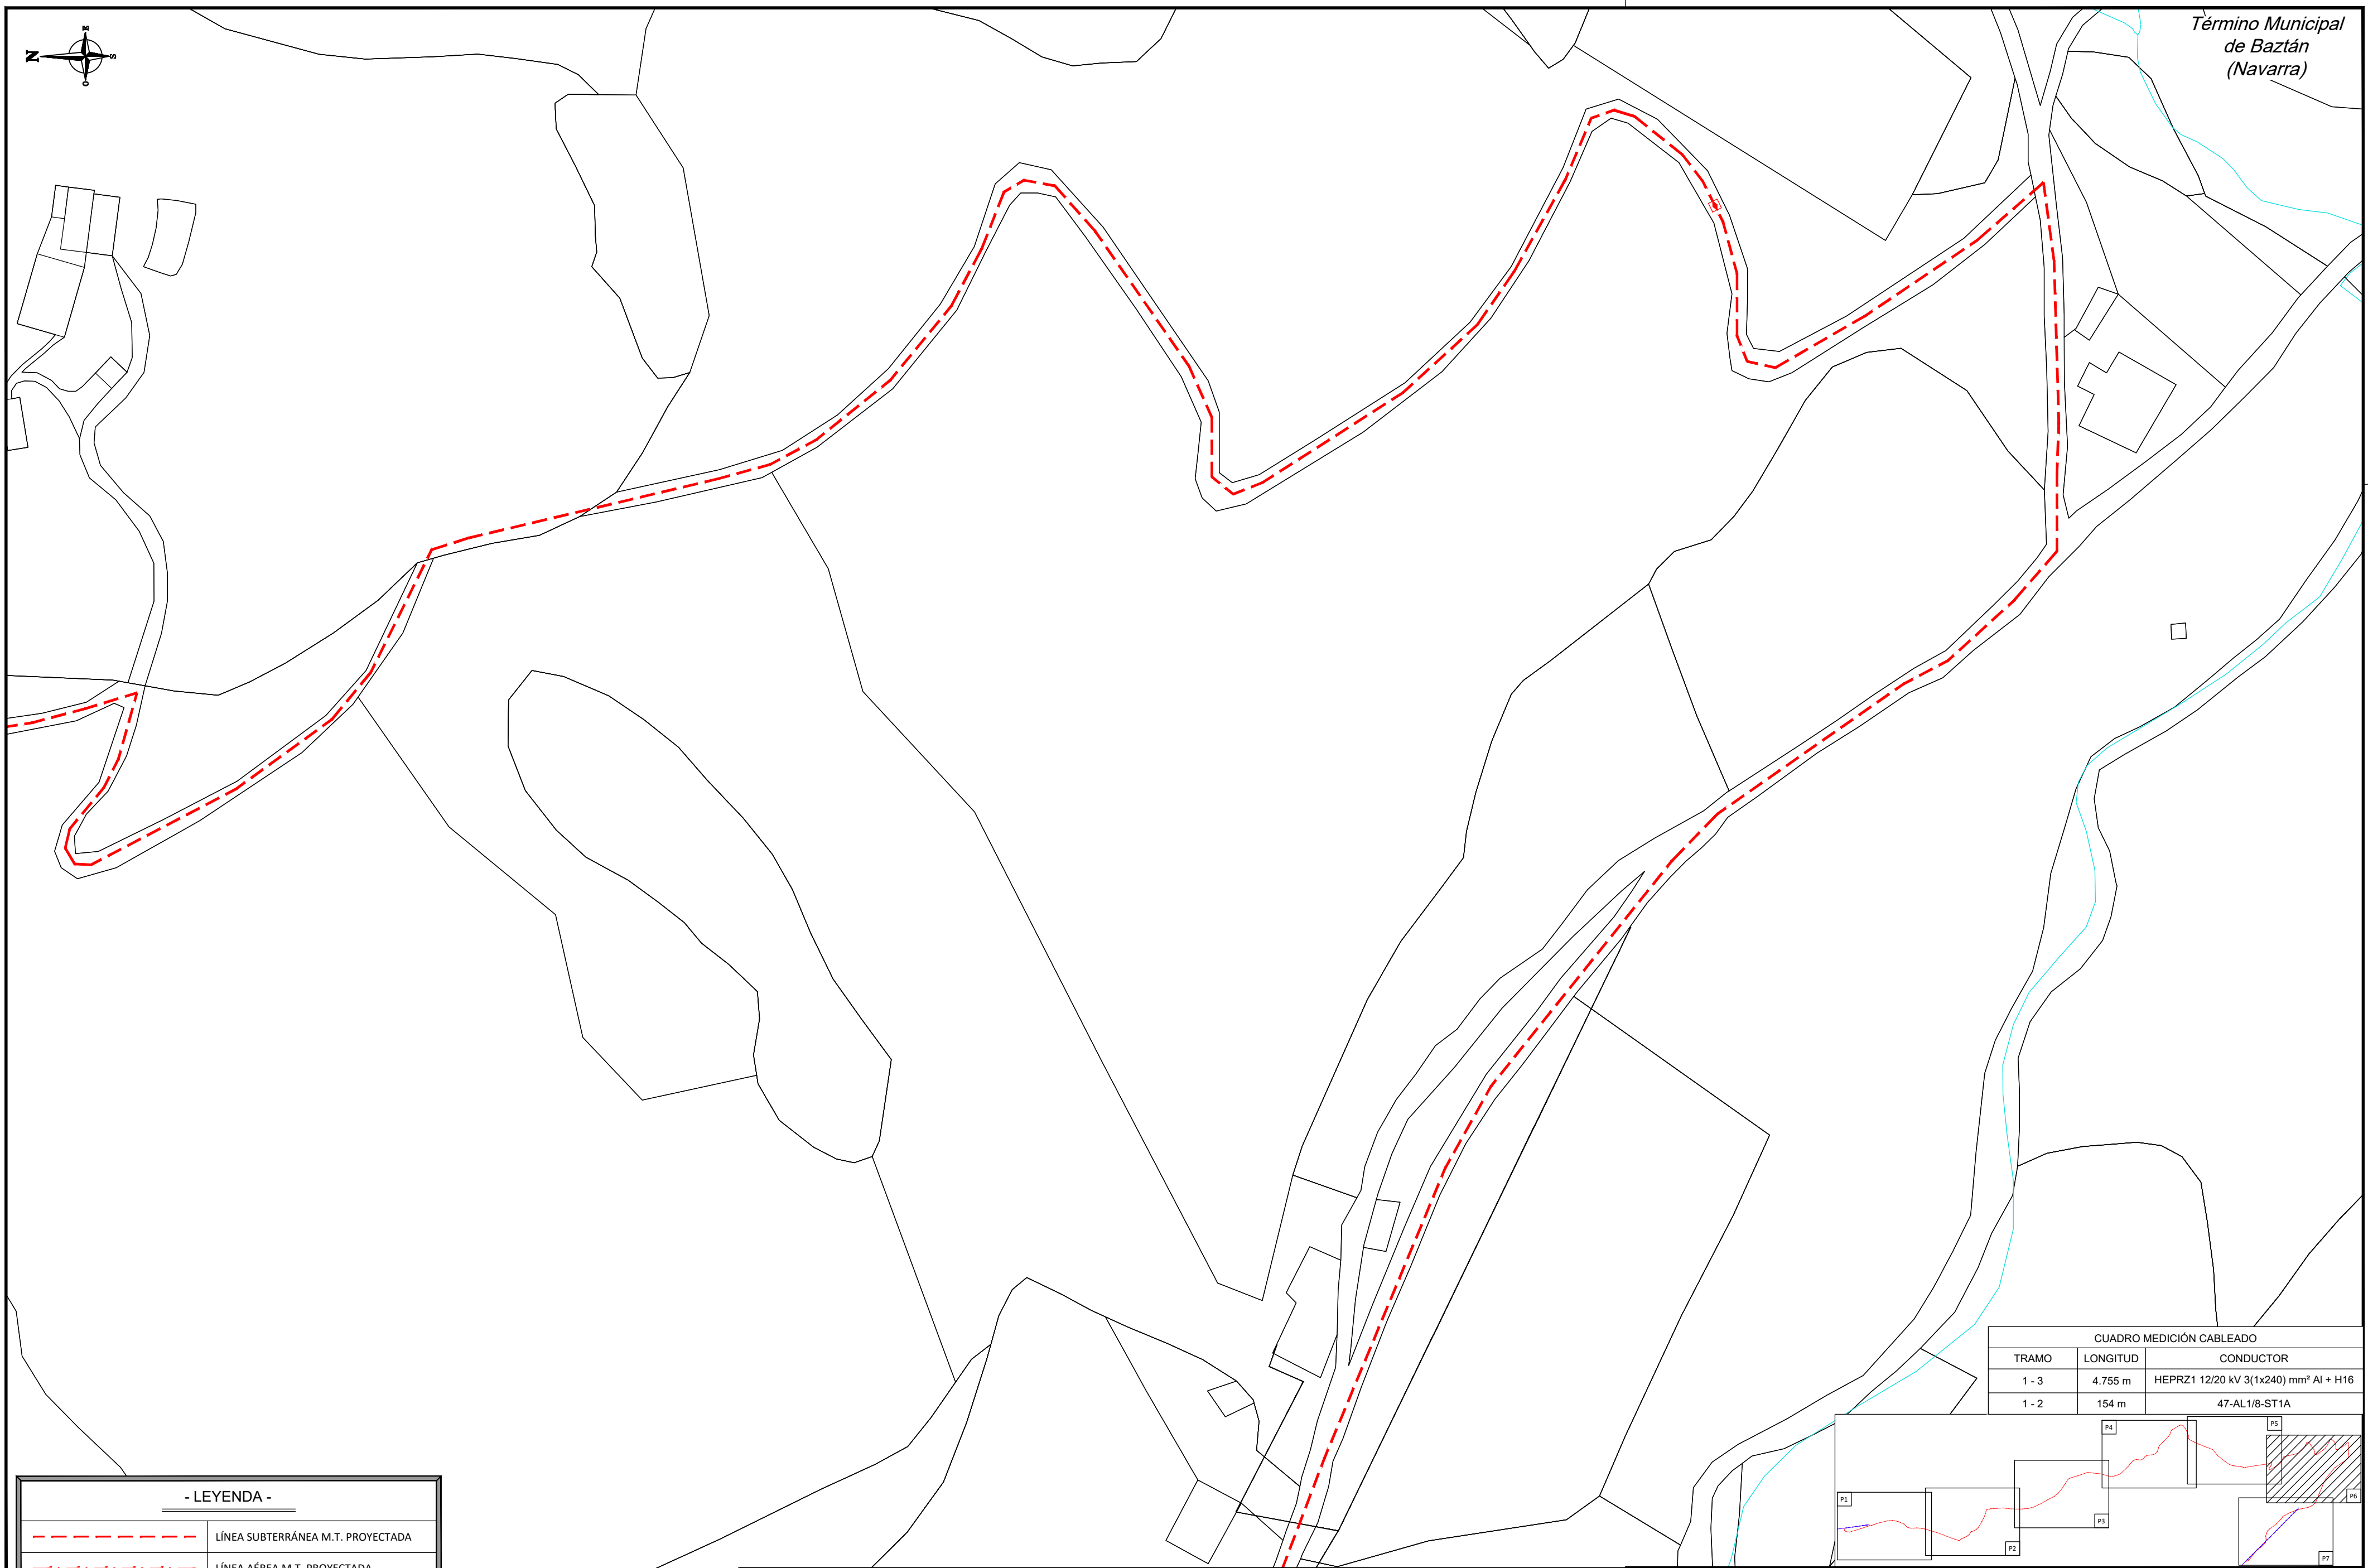 Término Municipal
de Baztán
(Navarra)
N
E
S
O
CUADRO MEDICIÓN CABLEADO
TRAMO LONGITUD CONDUCTOR
1 - 3 4.755 m HEPRZ1 12/20 kV 3(1x240) mm² Al + H16
1 - 2 154 m 47-AL1/8-ST1A
P1
P2
P3
P4
P5
P6
P7
- LEYENDA -
LÍNEA SUBTERRÁNEA M.T. PROYECTADA
LÍNEA AÉREA M.T. PROYECTADA